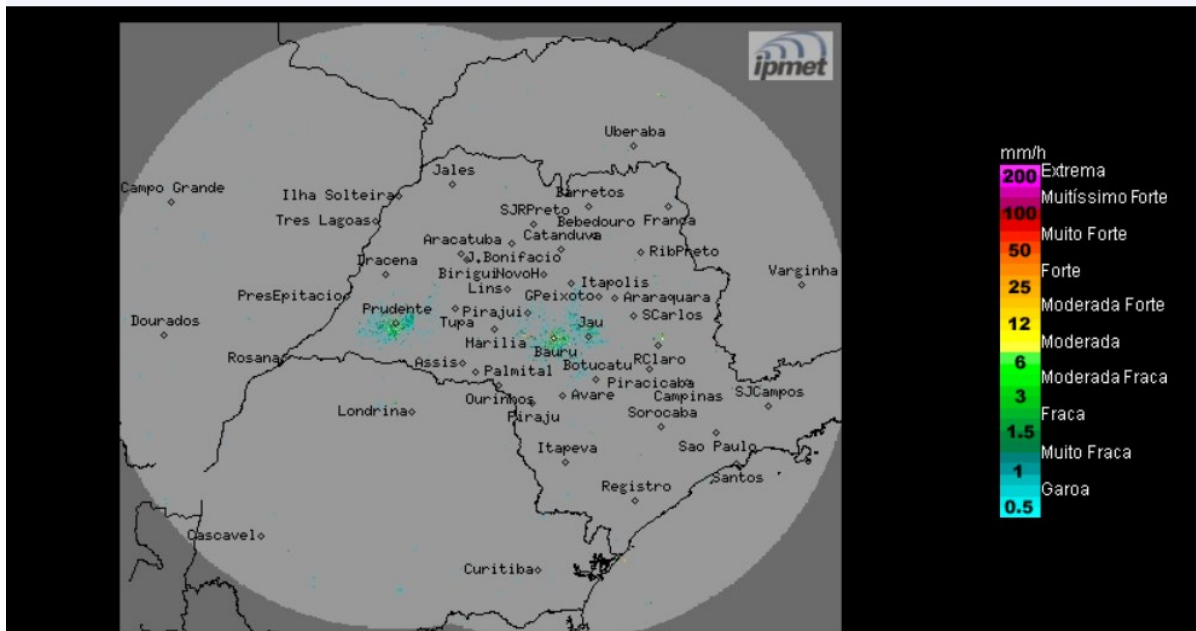 ipmet
Uberaba
Jales
Campo Grande
Ilha Solteira
Barretos
SJRPreto
Tres Lagoas
Bebedouro
Franca
Catanduva
Aracatuba
RibPreto
J.Bonifacio
Dracena
Birigui
NovoH
Varginha
Itapolis
Lins
PresEpitacio
GPeixoto
Araraquara
Prudente
Pirajui
SCarlos
Dourados
Tupa
Jau
Marilia
Bauru
Rosana
RClaro
Assis
Botucatu
Palmital
Piracicaba
SJCampos
Ourinhos
Avare
Campinas
Londrina
Piraju
Sorocaba
Itapeva
Sao Paulo
Santos
Registro
Cascavel
Curitiba
mm/h
200 Extrema
Muitíssimo Forte
100
Muito Forte
50
Forte
25
Moderada Forte
12
Moderada
6
Moderada Fraca
3
Fraca
1.5
Muito Fraca
1
Garoa
0.5